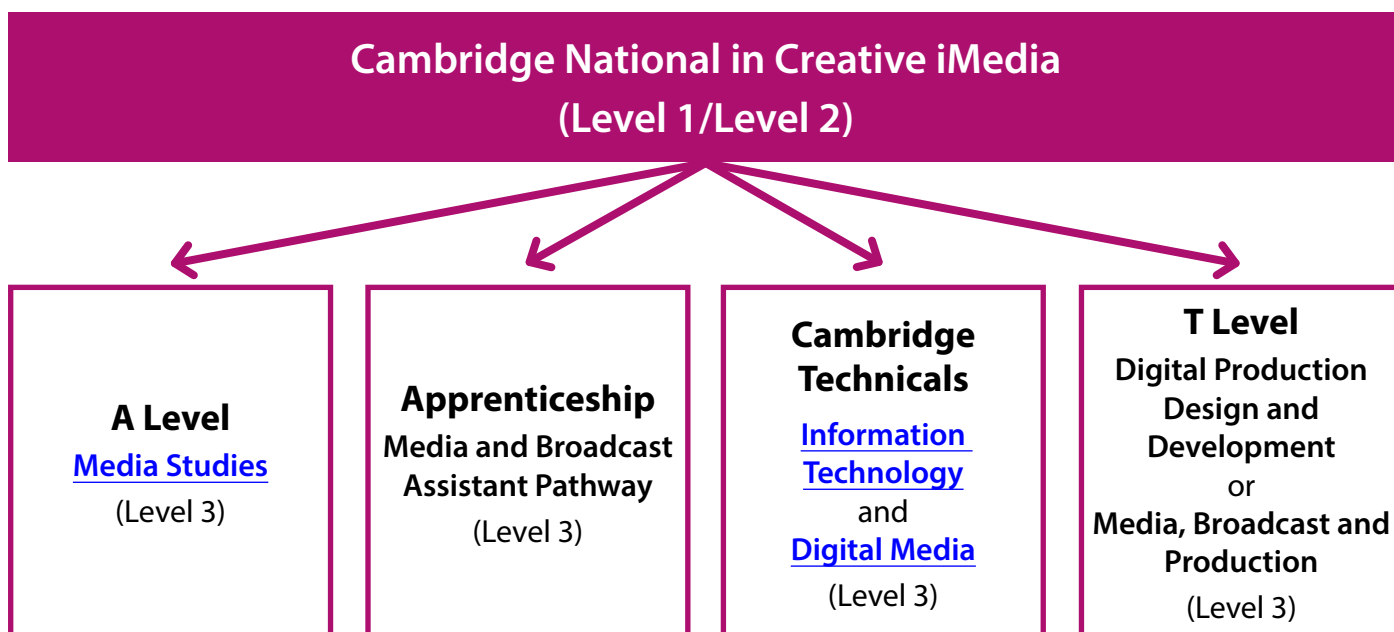 Cambridge National in Creative iMedia
(Level 1/Level 2)
A Level
Media Studies
(Level 3)
Apprenticeship
Media and Broadcast
Assistant Pathway
(Level 3)
Cambridge
Technicals
Information
Technology
and
Digital Media
(Level 3)
T Level
Digital Production
Design and
Development
or
Media, Broadcast and
Production
(Level 3)